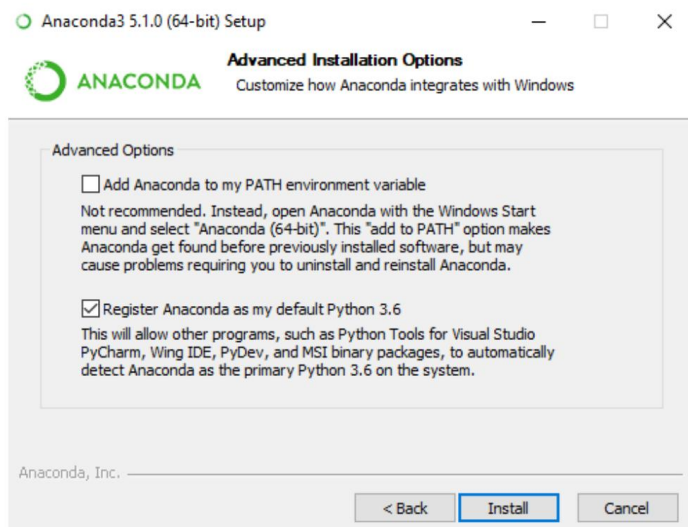 Anaconda3 5.1.0 (64-bit) Setup
ANACONDA
Advanced Installation Options
Customize how Anaconda integrates with Windows
Advanced Options
Add Anaconda to my PATH environment variable
Not recommended. Instead, open Anaconda with the Windows Start
menu and select "Anaconda (64-bit)". This "add to PATH" option makes
Anaconda get found before previously installed software, but may
cause problems requiring you to uninstall and reinstall Anaconda.
Register Anaconda as my default Python 3.6
This will allow other programs, such as Python Tools for Visual Studio
PyCharm, Wing IDE, PyDev, and MSI binary packages, to automatically
detect Anaconda as the primary Python 3.6 on the system.
Anaconda, Inc.
< Back
Install
Cancel